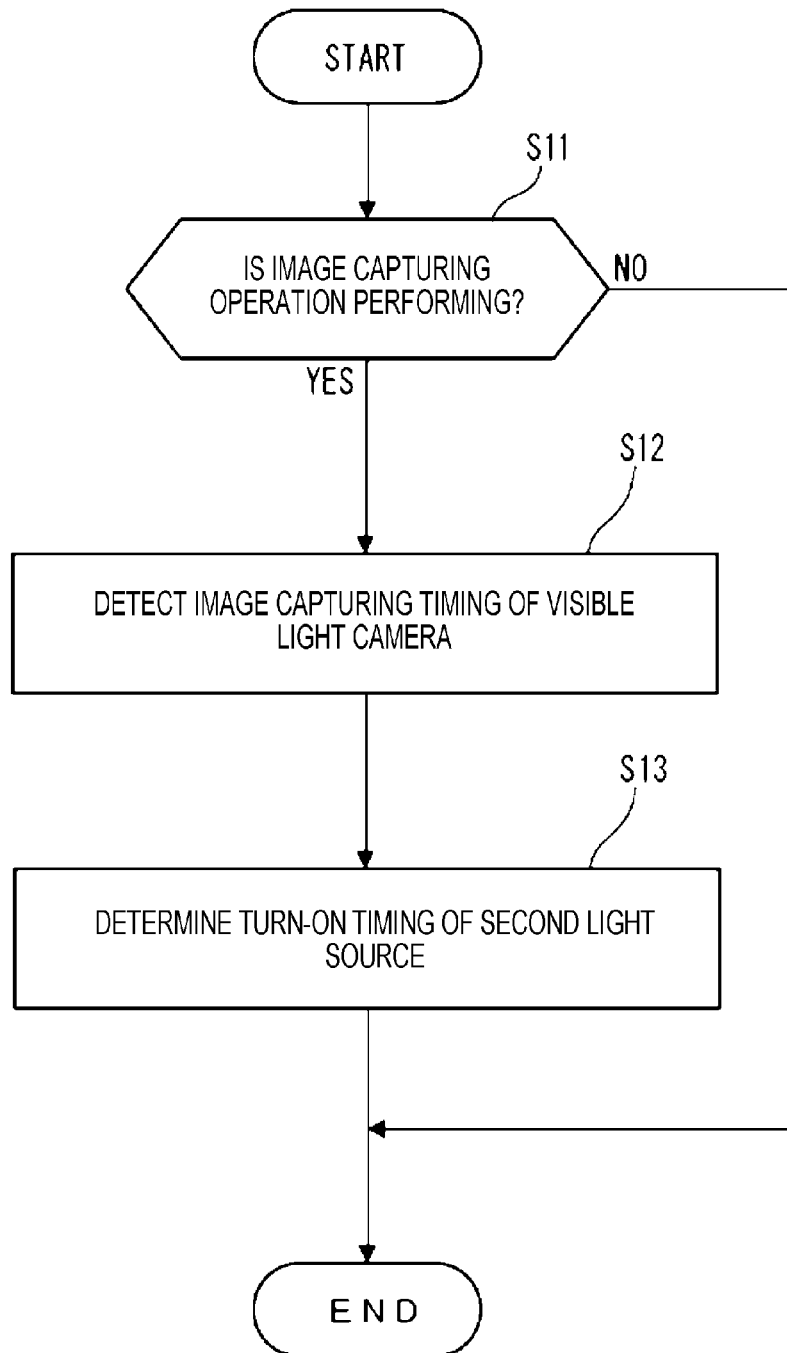 START
S11
IS IMAGE CAPTURING
OPERATION PERFORMING?
NO
YES
S12
DETECT IMAGE CAPTURING TIMING OF VISIBLE
LIGHT CAMERA
S13
DETERMINE TURN-ON TIMING OF SECOND LIGHT
SOURCE
END